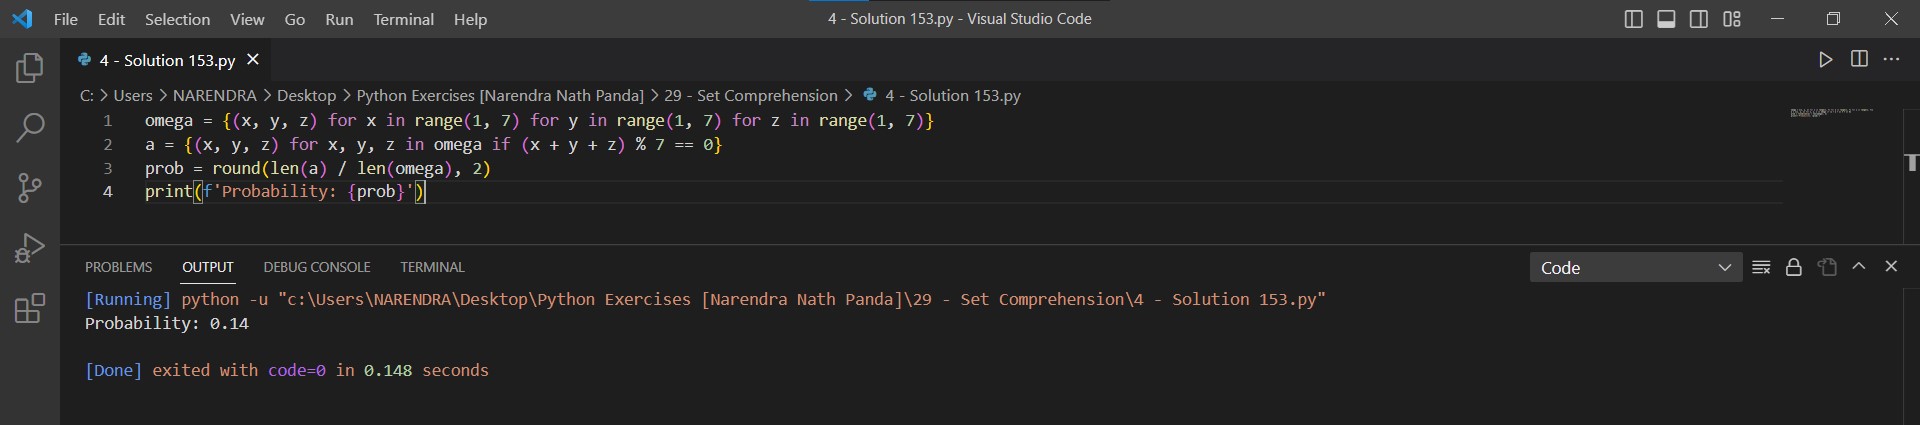 File Edit Selection View Go Run Terminal Help
4 - Solution 153.py - Visual Studio Code
4 - Solution 153.py
C: > Users > NARENDRA > Desktop > Python Exercises [Narendra Nath Panda] > 29 - Set Comprehension > 4 - Solution 153.py
1 omega = {(x, y, z) for x in range(1, 7) for y in range(1, 7) for z in range(1, 7)}
2 a = {(x, y, z) for x, y, z in omega if (x + y + z) % 7 == 0}
3 prob = round(len(a) / len(omega), 2)
4 print(f'Probability: {prob}')
PROBLEMS OUTPUT DEBUG CONSOLE TERMINAL
Code
[Running] python -u "c:\Users\NARENDRA\Desktop\Python Exercises [Narendra Nath Panda]\29 - Set Comprehension\4 - Solution 153.py"
Probability: 0.14
[Done] exited with code=0 in 0.148 seconds